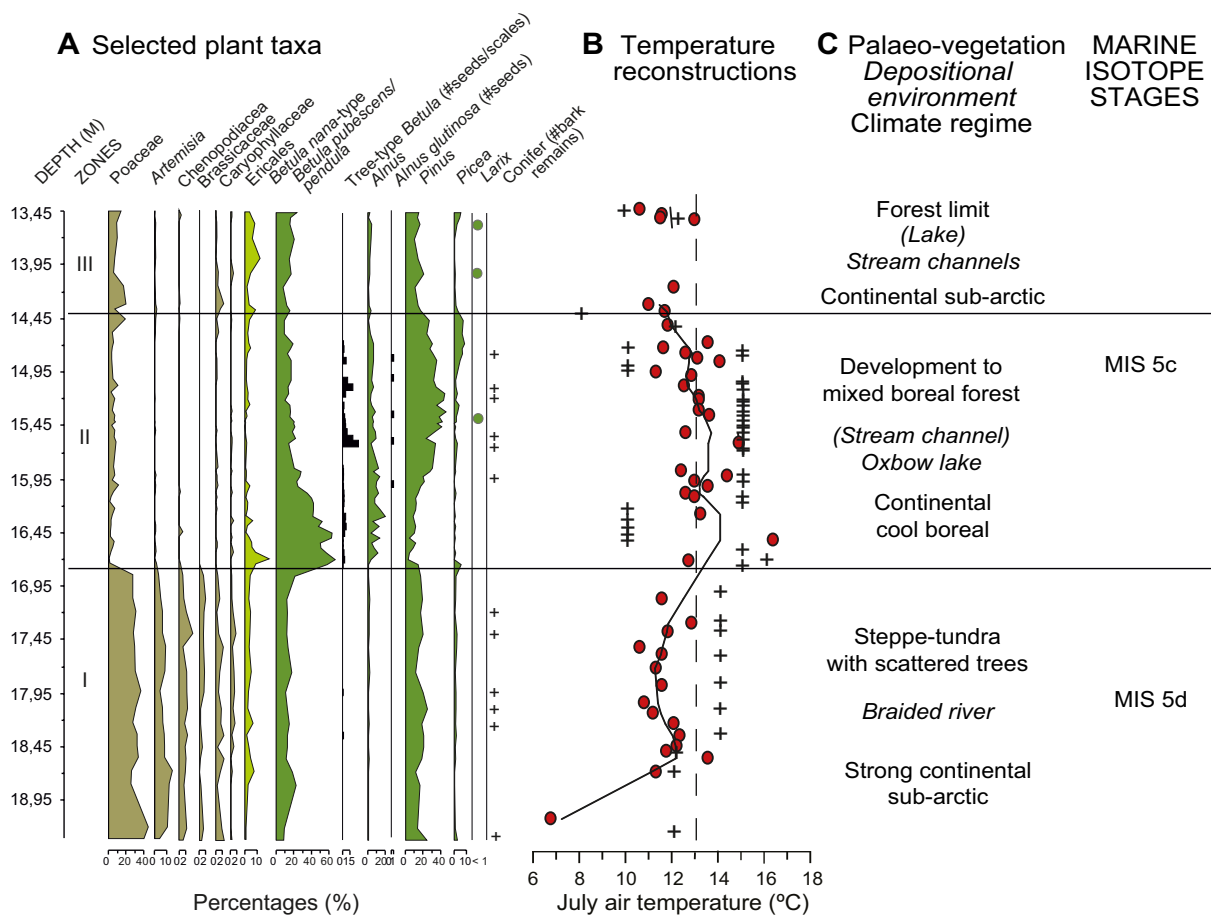 A Selected plant taxa
B Temperature
reconstructions
C Palaeo-vegetation
Depositional
environment
Climate regime
MARINE
ISOTOPE
STAGES
DEPTH (M)
ZONES
Poaceae
Artemisia
Chenopodiacea
Brassicaceae
Caryophyllaceae
Ericales
Betula nana-type
Betula pubescens/
pendula
Tree-type Betula (#seeds/scales)
Alnus
Alnus glutinosa (#seeds)
Pinus
Picea
Larix
Conifer (#bark
remains)
13,45
13,95
14,45
14,95
15,45
15,95
16,45
16,95
17,45
17,95
18,45
18,95
III
II
I
Forest limit
(Lake)
Stream channels
Continental sub-arctic
Development to
mixed boreal forest
(Stream channel)
Oxbow lake
Continental
cool boreal
MIS 5c
Steppe-tundra
with scattered trees
Braided river
Strong continental
sub-arctic
MIS 5d
0 20 40 0 10 0 2 0 2 0 2 0 2 0 10 0 20 40 60 0 15 0 20 0 1 0 20 40 0 10 < 1
Percentages (%)
6 8 10 12 14 16 18
July air temperature (ºC)